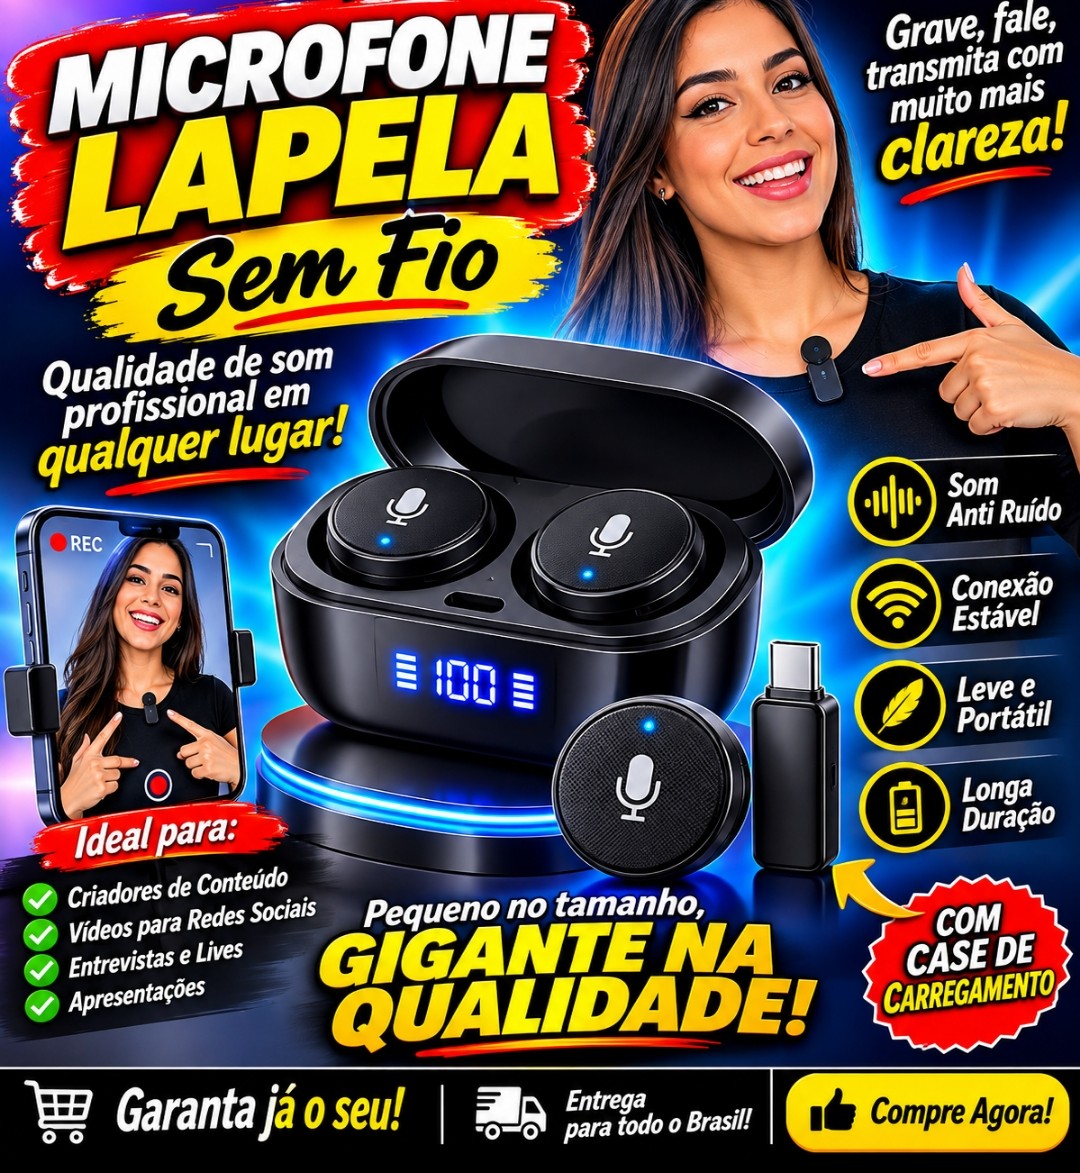 MICROFONE
LAPELA
Sem Fio
Grave, fale,
transmita com
muito mais
clareza!
Qualidade de som
profissional em
qualquer lugar!
REC
100
Som
Anti Ruído
Conexão
Estável
Leve e
Portátil
Longa
Duração
Ideal para:
Criadores de Conteúdo
Vídeos para Redes Sociais
Entrevistas e Lives
Apresentações
Pequeno no tamanho,
GIGANTE NA
QUALIDADE!
COM
CASE DE
CARREGAMENTO
Garanta já o seu!
Entrega
para todo o Brasil!
Compre Agora!